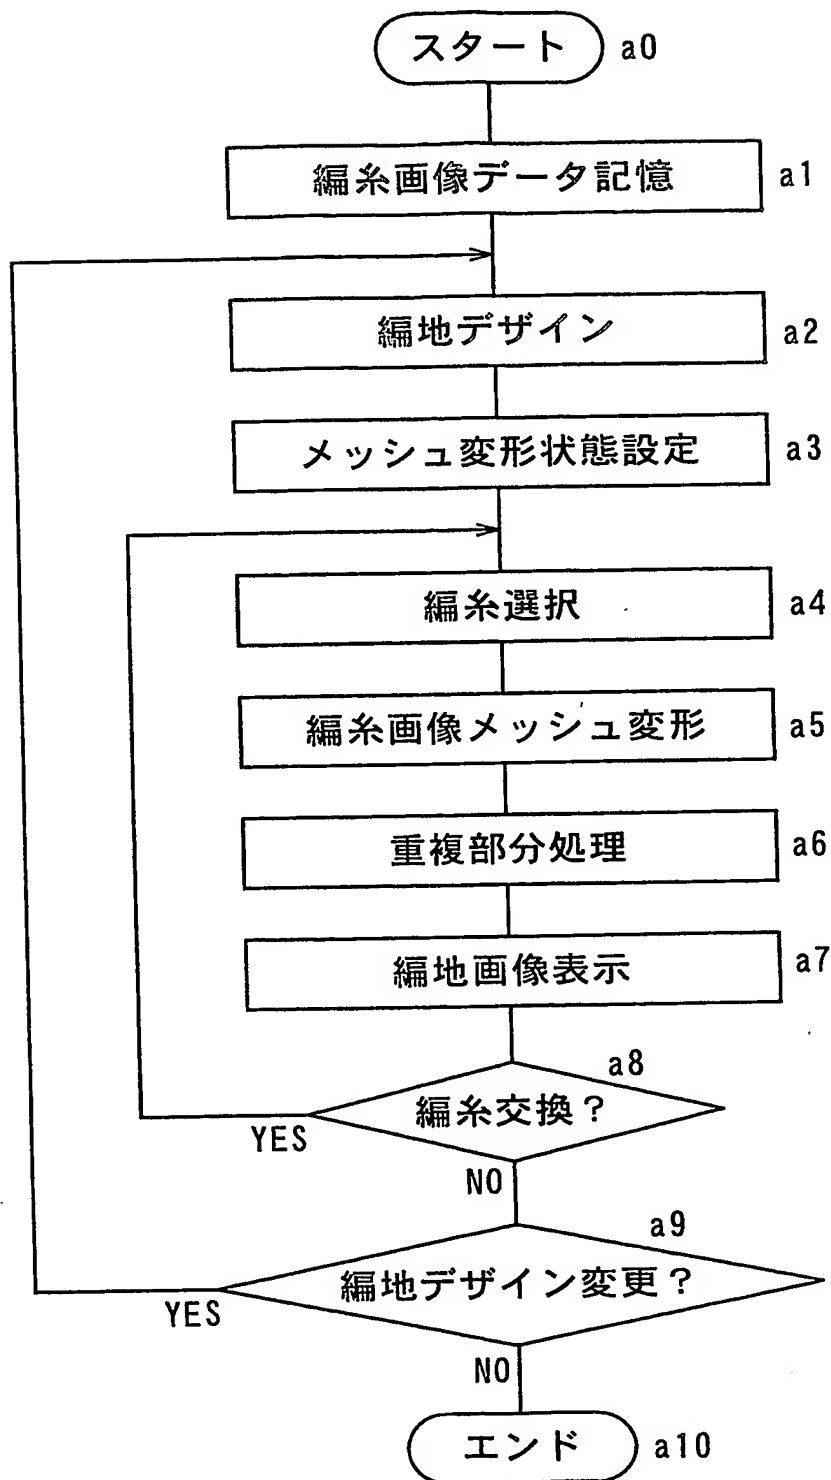 スタート a0
編糸画像データ記憶 a1
編地デザイン a2
メッシュ変形状態設定 a3
編糸選択 a4
編糸画像メッシュ変形 a5
重複部分処理 a6
編地画像表示 a7
a8
編糸交換?
YES
NO
a9
編地デザイン変更?
YES
NO
エンド a10